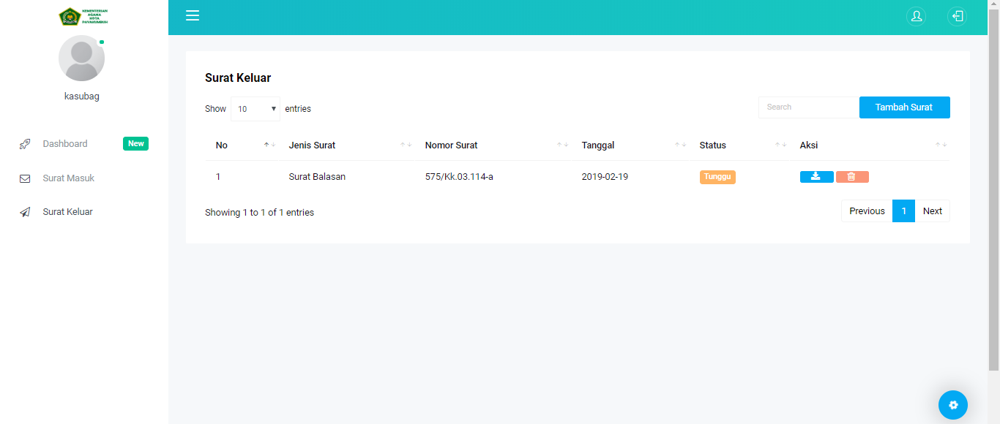 KEMENTERIAN
AGAMA
KOTA
PAYAKUMBUH
kasubag
Dashboard New
Surat Masuk
Surat Keluar
Surat Keluar
Show 10 entries
Search Tambah Surat
No Jenis Surat Nomor Surat Tanggal Status Aksi
1 Surat Balasan 575/Kk.03.114-a 2019-02-19 Tunggu
Showing 1 to 1 of 1 entries
Previous 1 Next